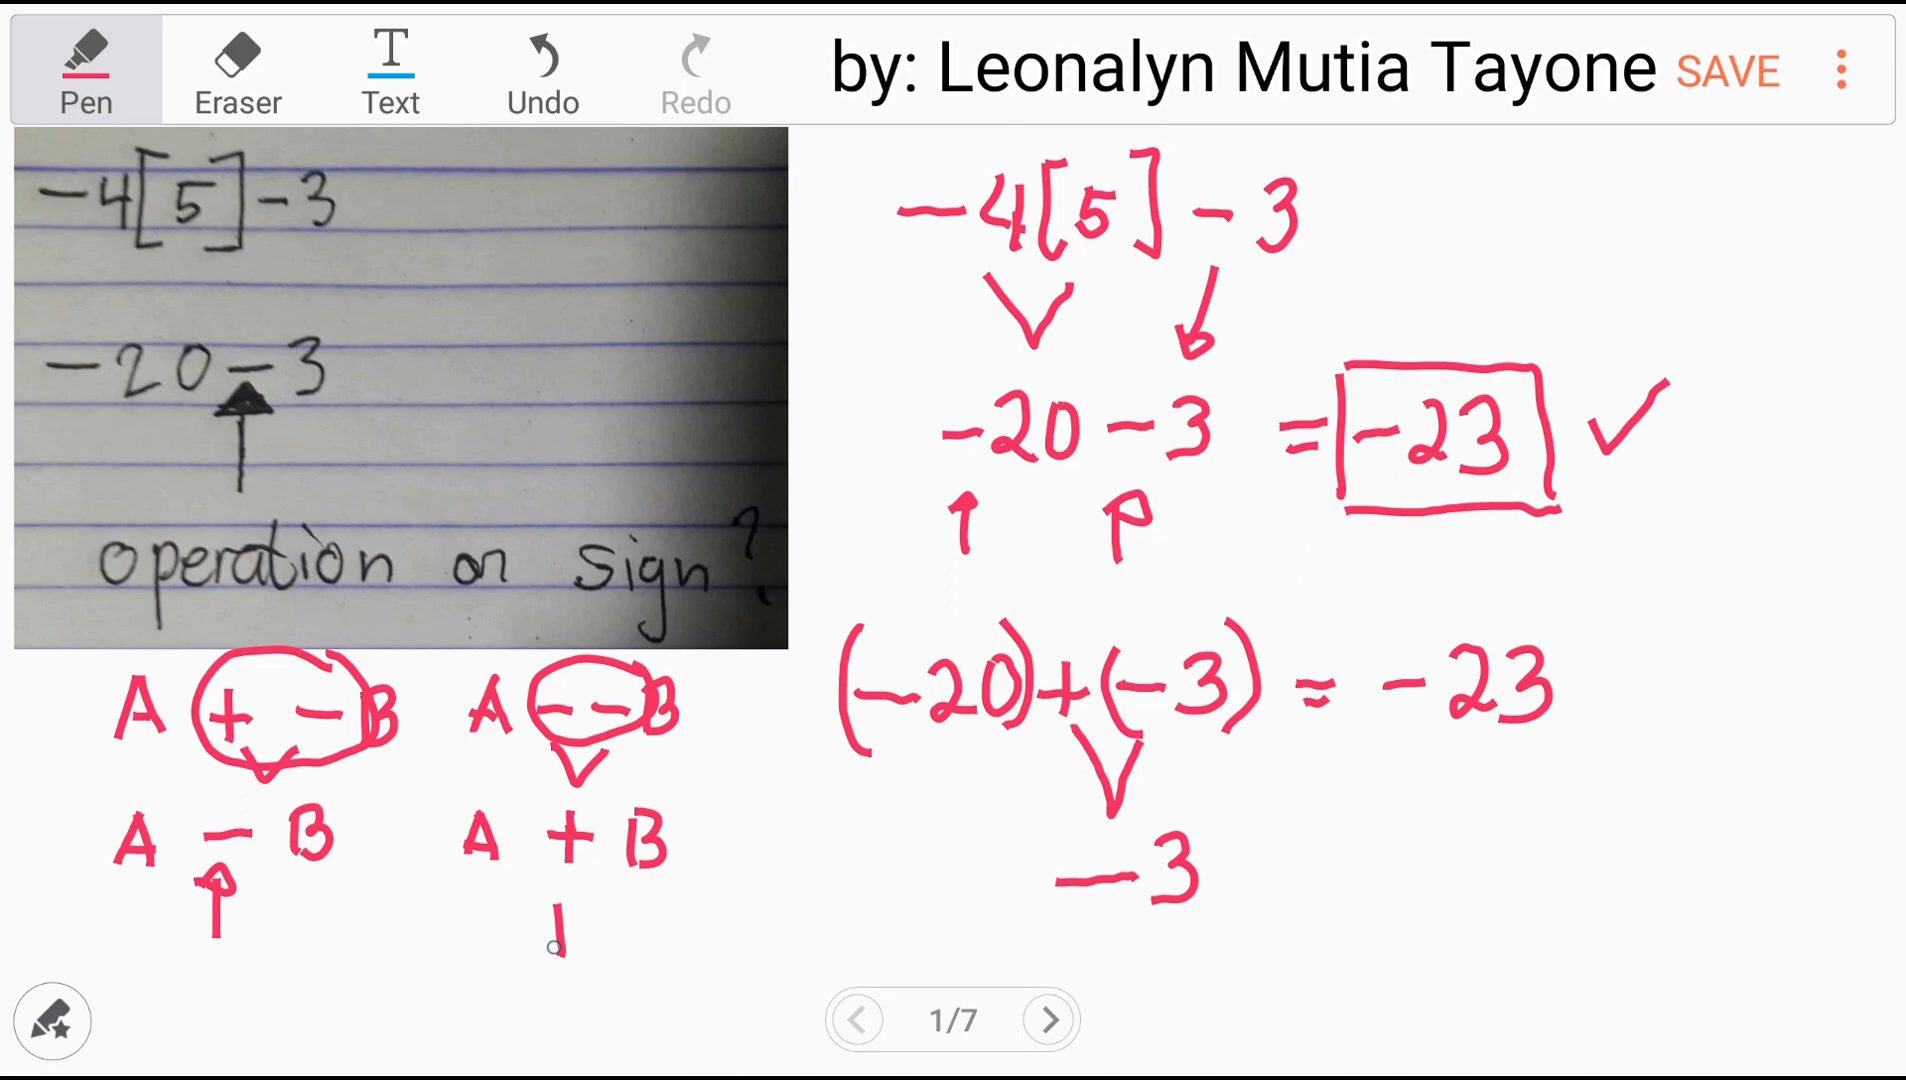 Pen Eraser Text Undo Redo by: Leonalyn Mutia Tayone SAVE
-4[5]-3
-20-3
operation or sign?
-4[5]-3
-20-3 = -23
(-20)+(-3) = -23
-3
A + -B A --B
A - B A + B
1/7